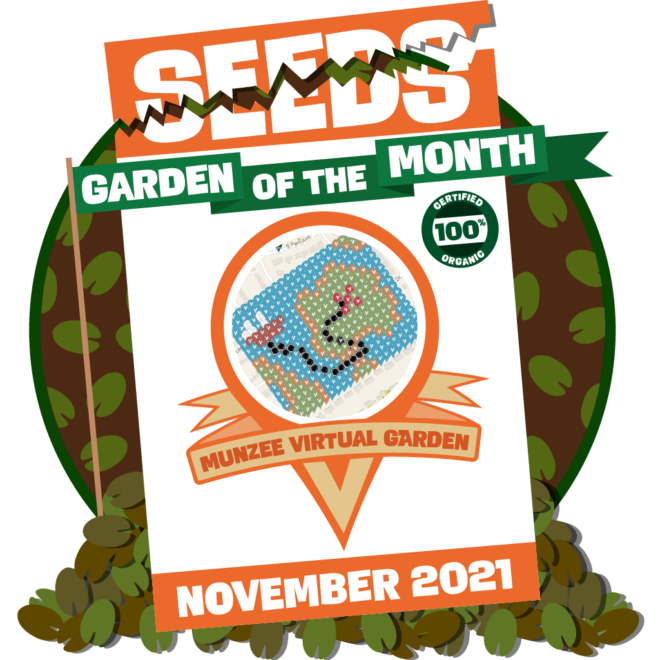 SEEDS
GARDEN OF THE MONTH
CERTIFIED
100%
ORGANIC
MUNZEE VIRTUAL GARDEN
NOVEMBER 2021